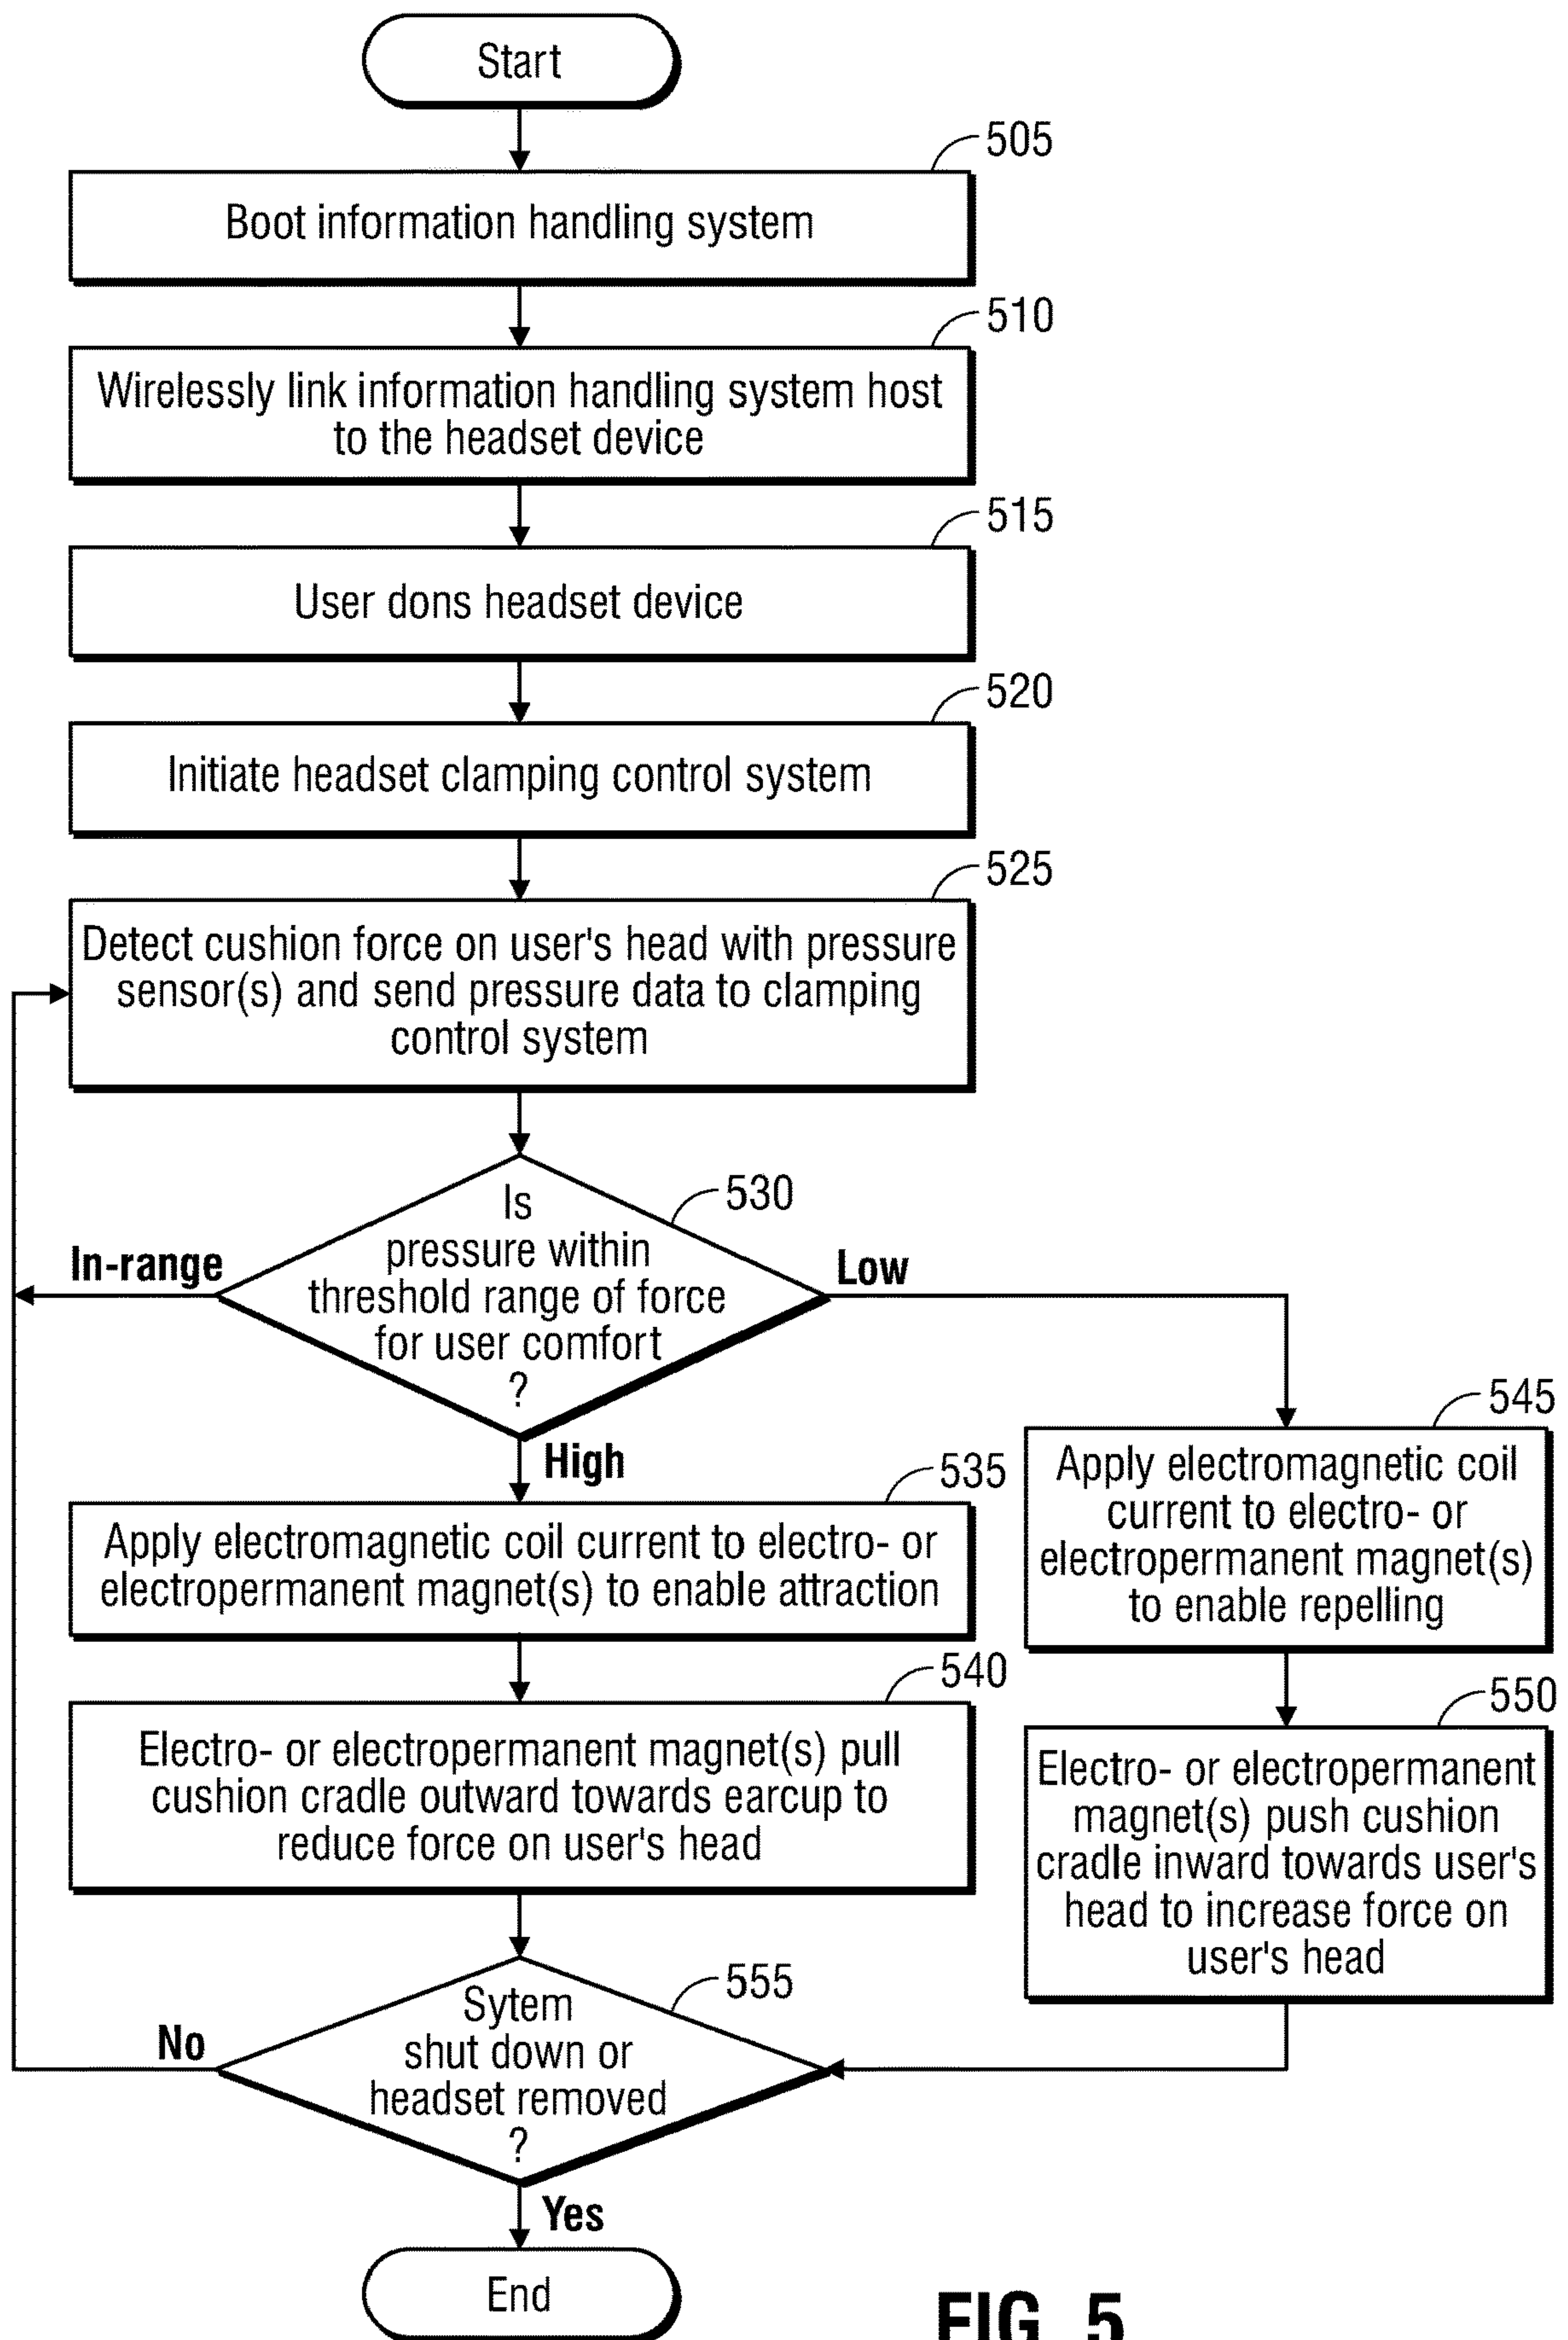 Start
505
Boot information handling system
510
Wirelessly link information handling system host
to the headset device
515
User dons headset device
520
Initiate headset clamping control system
525
Detect cushion force on user's head with pressure
sensor(s) and send pressure data to clamping
control system
530
Is
pressure within
threshold range of force
for user comfort
?
In-range
Low
High
535
Apply electromagnetic coil current to electro- or
electropermanent magnet(s) to enable attraction
540
Electro- or electropermanent magnet(s) pull
cushion cradle outward towards earcup to
reduce force on user's head
545
Apply electromagnetic coil
current to electro- or
electropermanent magnet(s)
to enable repelling
550
Electro- or electropermanent
magnet(s) push cushion
cradle inward towards user's
head to increase force on
user's head
555
Sytem
shut down or
headset removed
?
No
Yes
End
FIG. 5